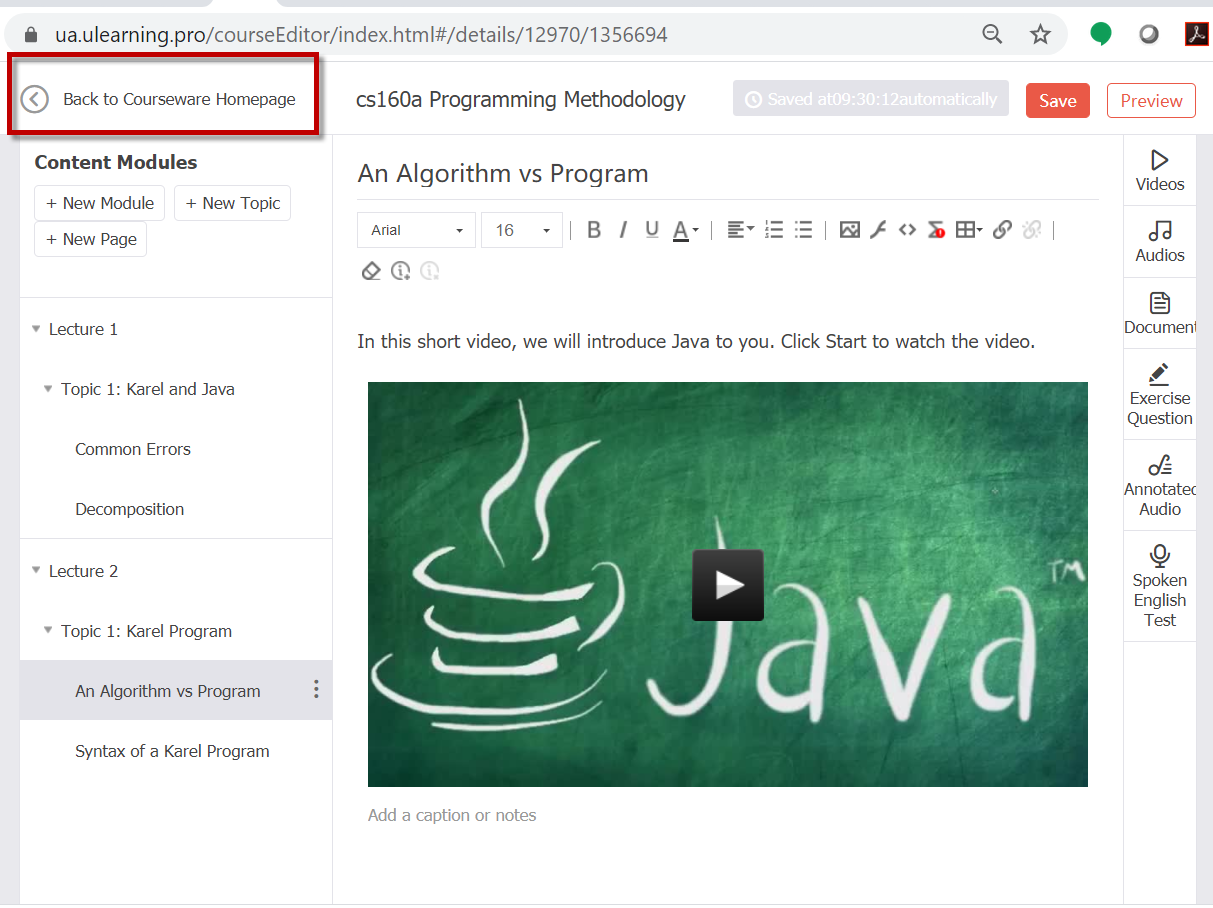 ua.ulearning.pro/courseEditor/index.html#/details/12970/1356694
Back to Courseware Homepage
cs160a Programming Methodology
Saved at09:30:12automatically
Save
Preview
Content Modules
+ New Module
+ New Topic
+ New Page
Lecture 1
Topic 1: Karel and Java
Common Errors
Decomposition
Lecture 2
Topic 1: Karel Program
An Algorithm vs Program
Syntax of a Karel Program
An Algorithm vs Program
Arial
16
B I U A
In this short video, we will introduce Java to you. Click Start to watch the video.
Java TM
Add a caption or notes
Videos
Audios
Document
Exercise
Question
Annotated
Audio
Spoken
English
Test